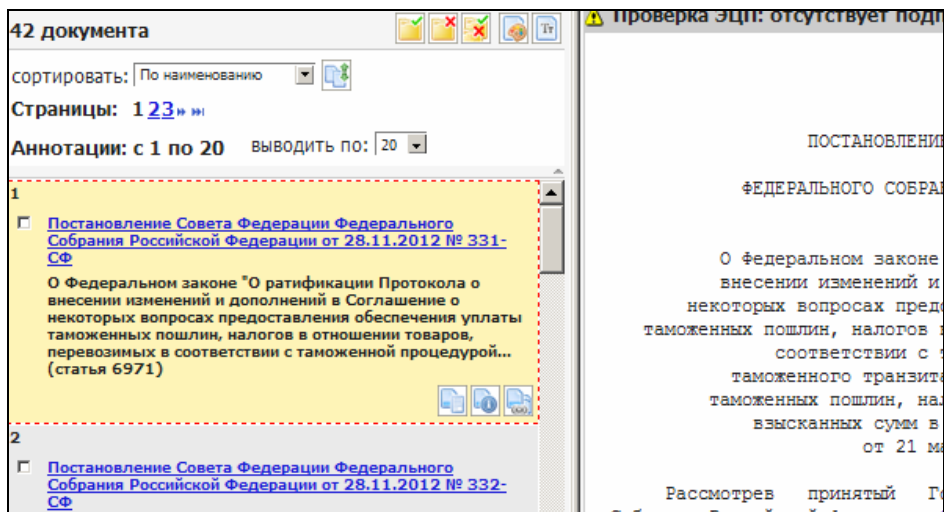 42 документа
сортировать: По наименованию
Страницы: 1 2 3
Аннотации: с 1 по 20 выводить по: 20
1
Постановление Совета Федерации Федерального
Собрания Российской Федерации от 28.11.2012 № 331-
СФ
О Федеральном законе "О ратификации Протокола о
внесении изменений и дополнений в Соглашение о
некоторых вопросах предоставления обеспечения уплаты
таможенных пошлин, налогов в отношении товаров,
перевозимых в соответствии с таможенной процедурой...
(статья 6971)
2
Постановление Совета Федерации Федерального
Собрания Российской Федерации от 28.11.2012 № 332-
СФ
Проверка ЭЦП: отсутствует
ПОСТАНОВЛЕНИЕ
ФЕДЕРАЛЬНОГО СОБРА
О Федеральном законе
внесении изменений и
некоторых вопросах предо
таможенных пошлин, налогов
соответствии с
таможенного транзита
таможенных пошлин, нал
взысканных сумм в
от 21 ма
Рассмотрев принятый Го